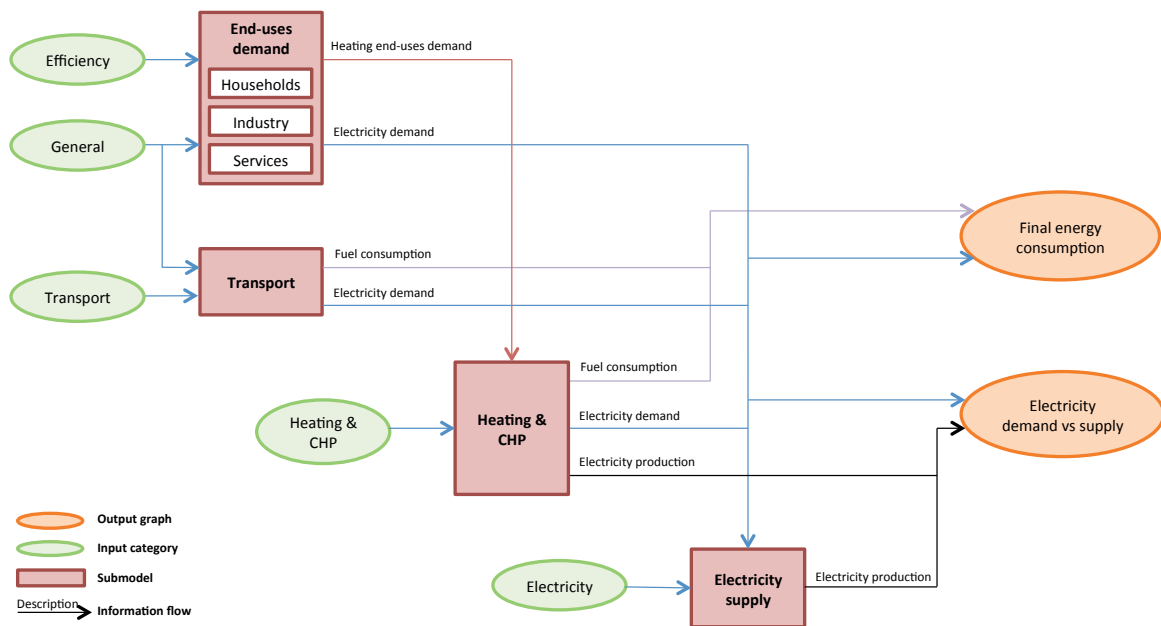 End-uses
demand
Heating end-uses demand
Efficiency
Households
Industry
Electricity demand
General
Services
Final energy
consumption
Fuel consumption
Transport
Electricity demand
Transport
Fuel consumption
Heating &
CHP
Heating &
CHP
Electricity demand
Electricity
demand vs supply
Electricity production
Output graph
Input category
Submodel
Description
Information flow
Electricity
Electricity
supply
Electricity production